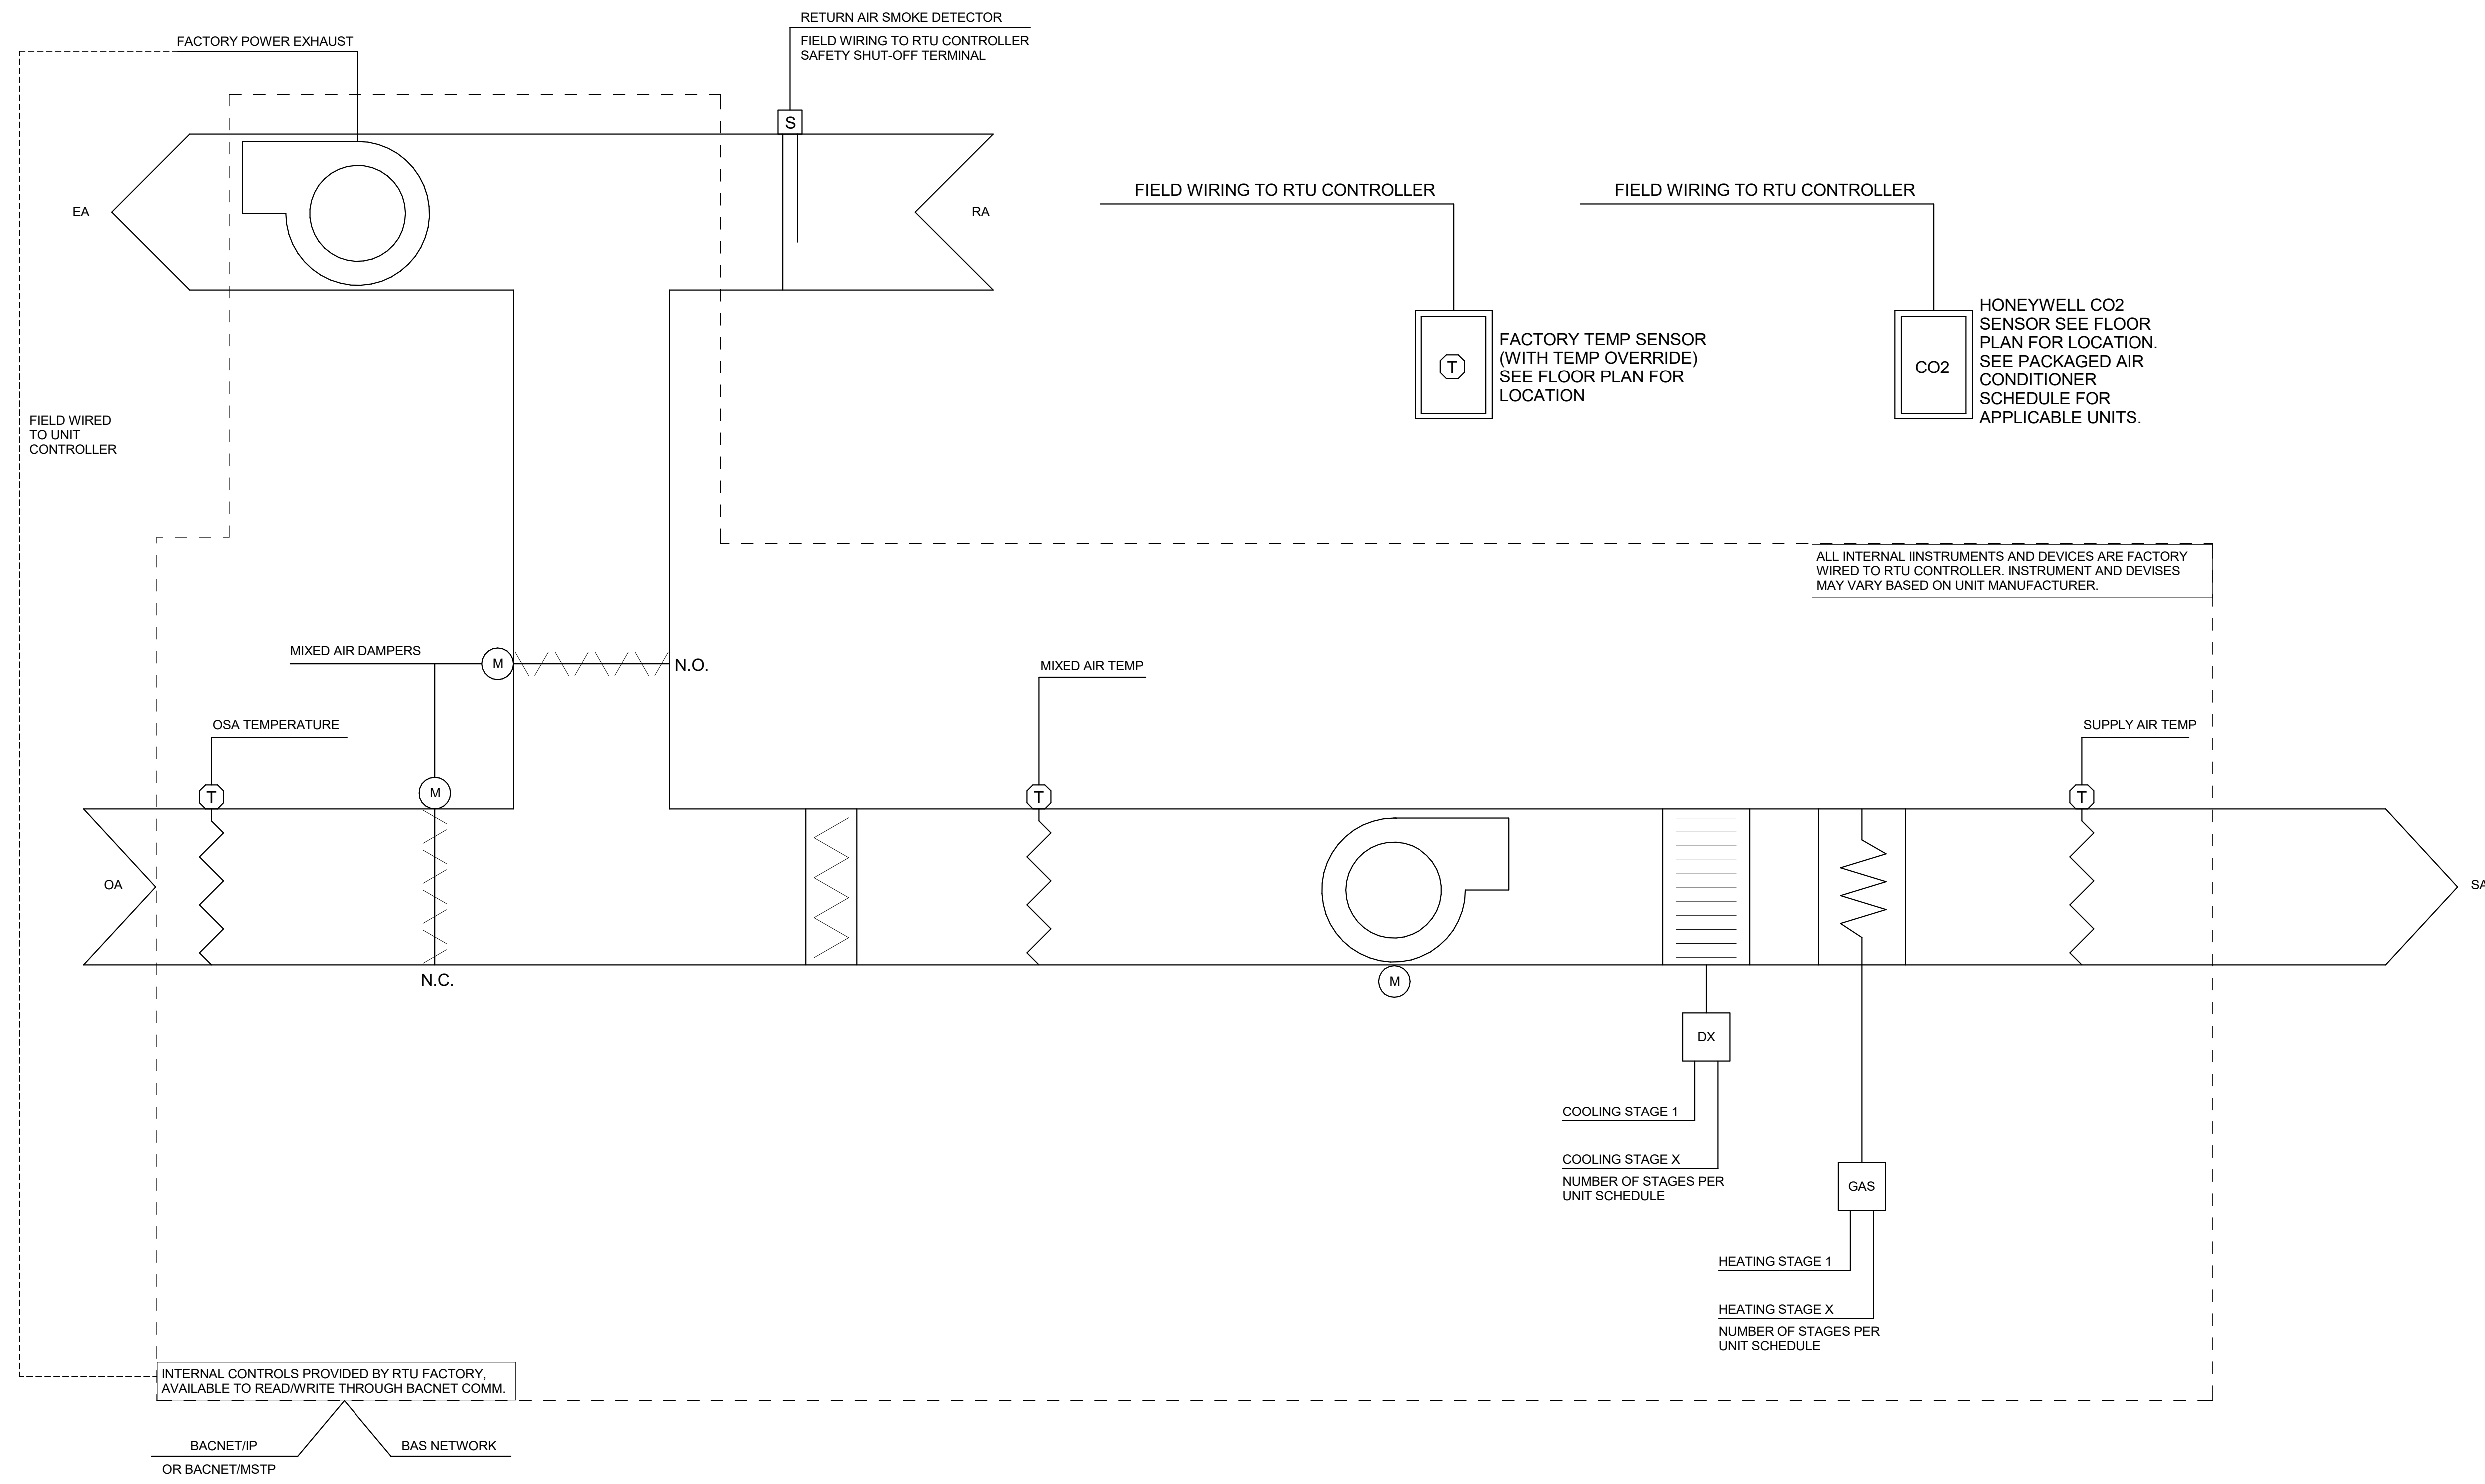 RETURN AIR SMOKE DETECTOR
FACTORY POWER EXHAUST
FIELD WIRING TO RTU CONTROLLER
SAFETY SHUT-OFF TERMINAL
S
EA
RA
FIELD WIRING TO RTU CONTROLLER
FIELD WIRING TO RTU CONTROLLER
T
FACTORY TEMP SENSOR
(WITH TEMP OVERRIDE)
SEE FLOOR PLAN FOR
LOCATION
CO2
HONEYWELL CO2
SENSOR SEE FLOOR
PLAN FOR LOCATION.
SEE PACKAGED AIR
CONDITIONER
SCHEDULE FOR
APPLICABLE UNITS.
FIELD WIRED
TO UNIT
CONTROLLER
ALL INTERNAL IINSTRUMENTS AND DEVICES ARE FACTORY
WIRED TO RTU CONTROLLER. INSTRUMENT AND DEVISES
MAY VARY BASED ON UNIT MANUFACTURER.
MIXED AIR DAMPERS
M
N.O.
MIXED AIR TEMP
OSA TEMPERATURE
SUPPLY AIR TEMP
T
M
T
T
OA
SA
N.C.
M
DX
COOLING STAGE 1
COOLING STAGE X
NUMBER OF STAGES PER
UNIT SCHEDULE
GAS
HEATING STAGE 1
HEATING STAGE X
NUMBER OF STAGES PER
UNIT SCHEDULE
INTERNAL CONTROLS PROVIDED BY RTU FACTORY,
AVAILABLE TO READ/WRITE THROUGH BACNET COMM.
BACNET/IP
OR BACNET/MSTP
BAS NETWORK